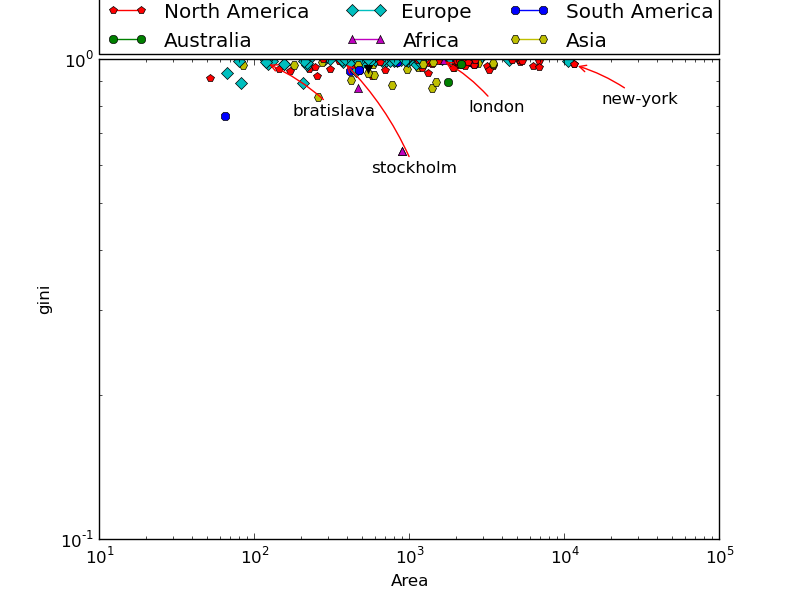 North America Europe South America
Australia Africa Asia
10^0
bratislava london new-york
stockholm
gini
10^-1
10^1 10^2 10^3 10^4 10^5
Area